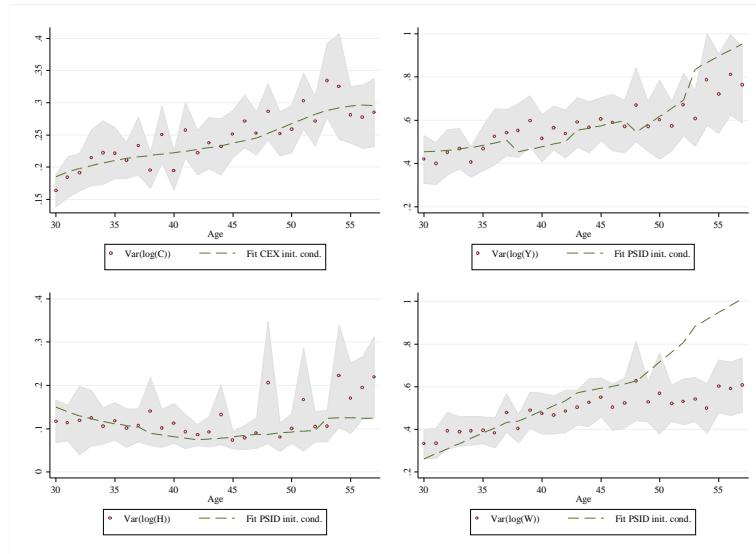 .4
.35
.3
.25
.2
.15
30 35 40 45 50 55
Age
Var(log(C)) Fit CEX init. cond.
1
.8
.6
.4
.2
30 35 40 45 50 55
Age
Var(log(Y)) Fit PSID init. cond.
.4
.3
.2
.1
0
30 35 40 45 50 55
Age
Var(log(H)) Fit PSID init. cond.
1
.8
.6
.4
.2
30 35 40 45 50 55
Age
Var(log(W)) Fit PSID init. cond.